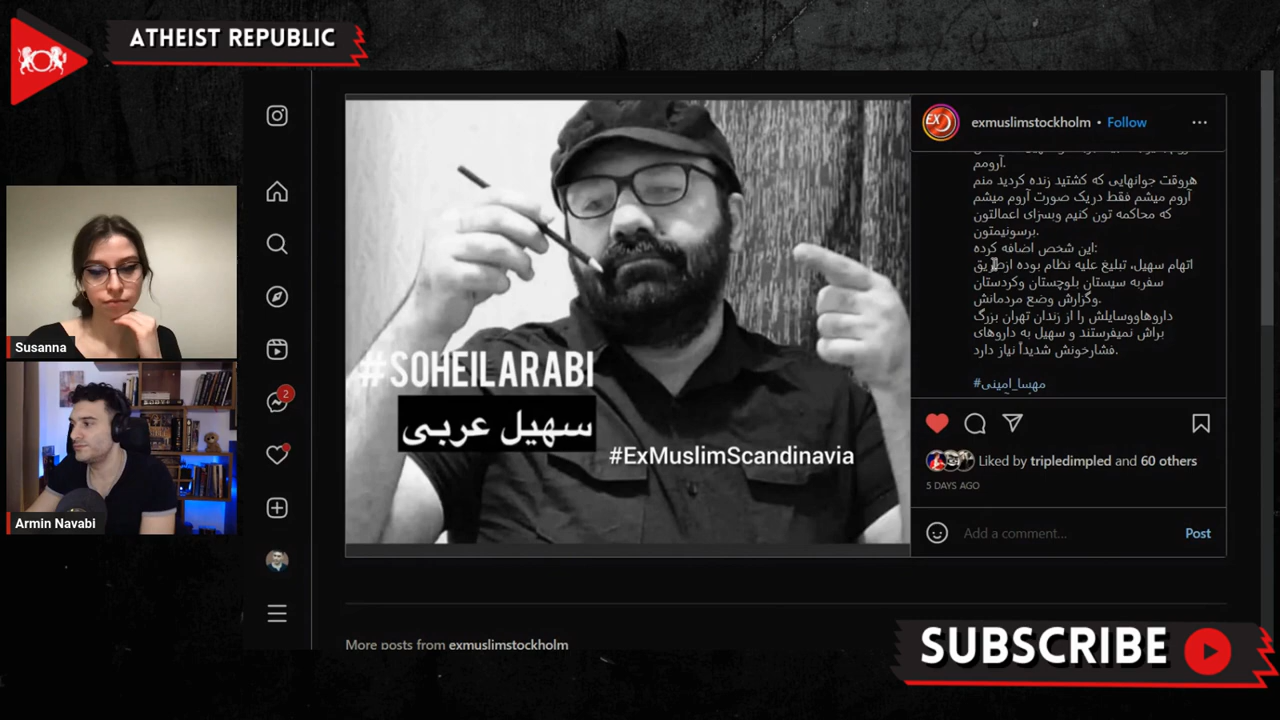 ATHEIST REPUBLIC
Susanna
Armin Navabi
#SOHEILARABI
سهیل عربی
#ExMuslimScandinavia
EX
exmuslimstockholm • Follow
آرومم.
هروقت جوانهایی که کشتید زنده کردید منم
آروم میشم فقط دریک صورت آروم میشم
که محاکمه تون کنیم وبسزای اعمالتون
برسونیمتون.
این شخص اضافه کرده:
اتهام سهیل، تبلیغ علیه نظام بوده ازطریق
سفربه سیستان بلوچستان وکردستان
وگزارش وضع مردمانش.
داروهاووسایلش را از زندان تهران بزرگ
براش نمیفرستند و سهیل به داروهای
فشارخونش شدیداً نیاز دارد.
#مهسا_امینی
2
Liked by tripledimpled and 60 others
5 DAYS AGO
Add a comment...
Post
More posts from exmuslimstockholm
SUBSCRIBE